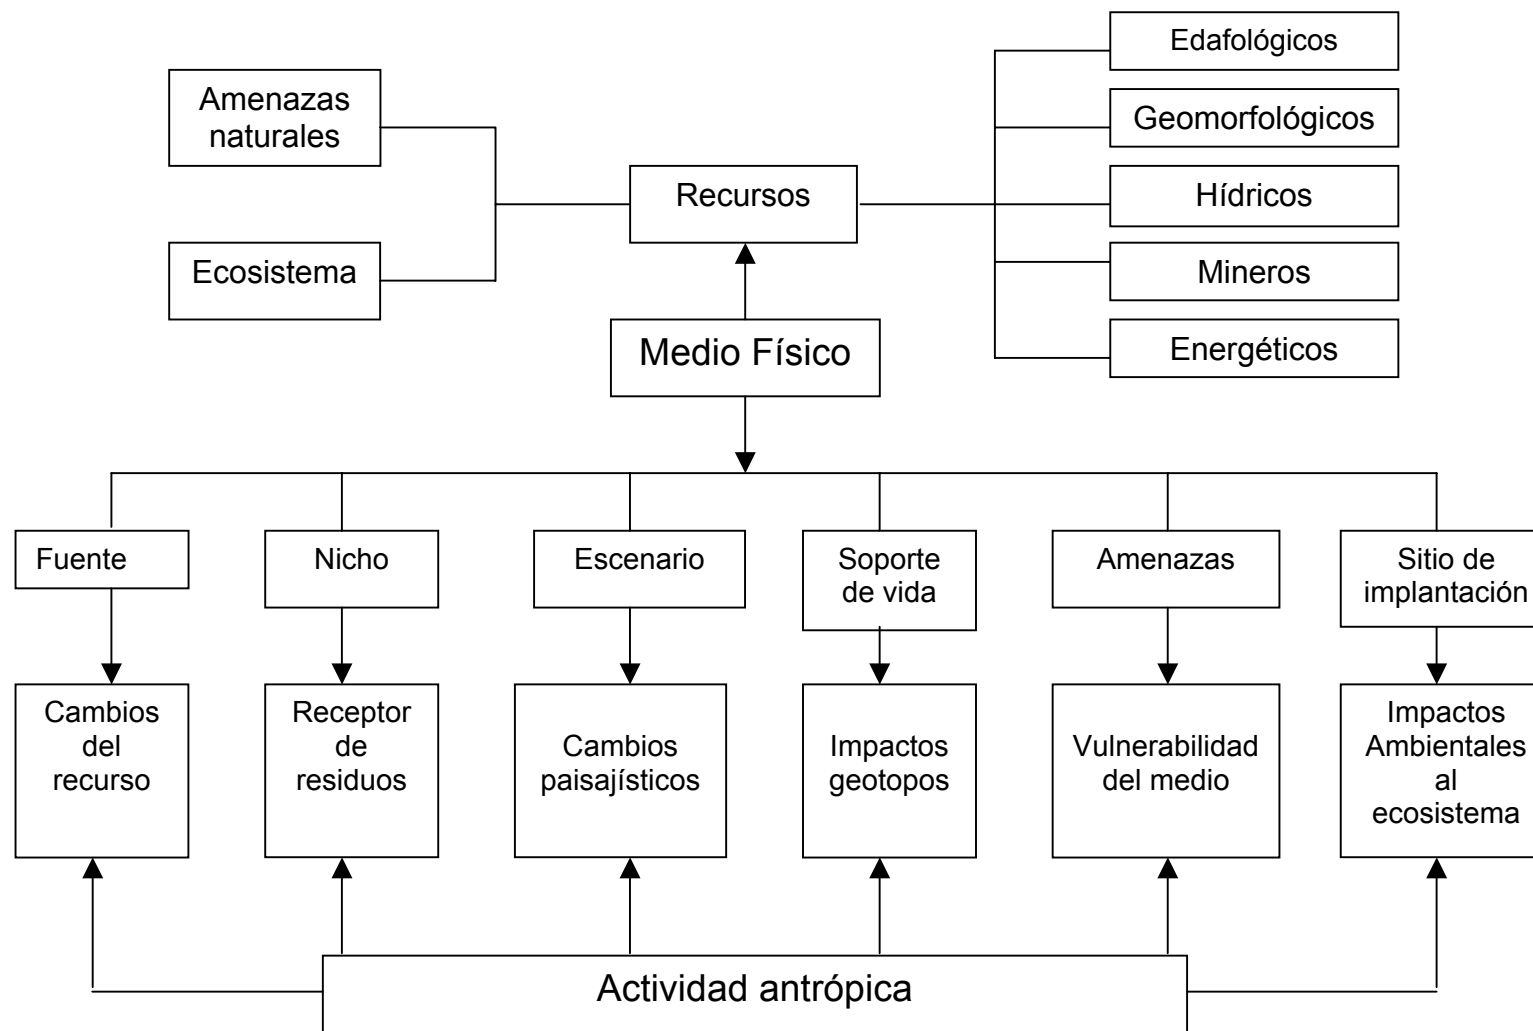 Edafológicos
Amenazas
naturales
Geomorfológicos
Recursos
Hídricos
Ecosistema
Mineros
Medio Físico
Energéticos
Fuente
Nicho
Escenario
Soporte
de vida
Amenazas
Sitio de
implantación
Cambios
del
recurso
Receptor
de
residuos
Cambios
paisajísticos
Impactos
geotopos
Vulnerabilidad
del medio
Impactos
Ambientales
al
ecosistema
Actividad antrópica